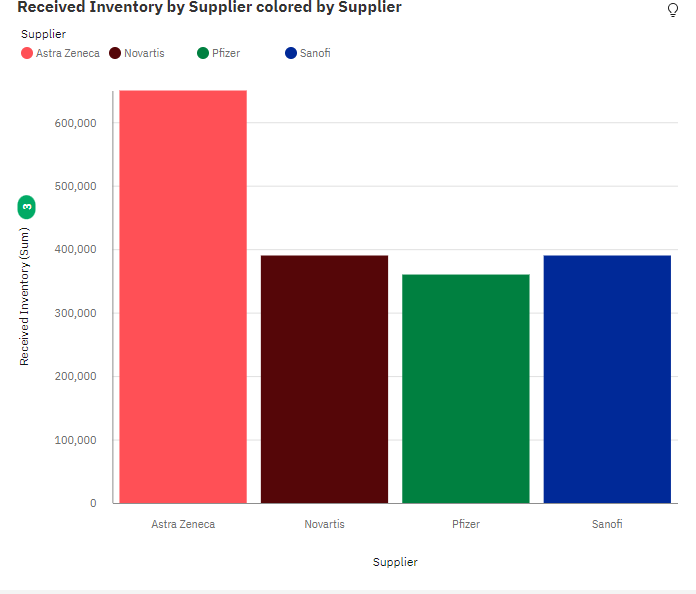 Received Inventory by Supplier colored by Supplier
Supplier
Astra Zeneca Novartis Pfizer Sanofi
600,000
500,000
400,000
300,000
200,000
100,000
0
3
Received Inventory (Sum)
Astra Zeneca Novartis Pfizer Sanofi
Supplier